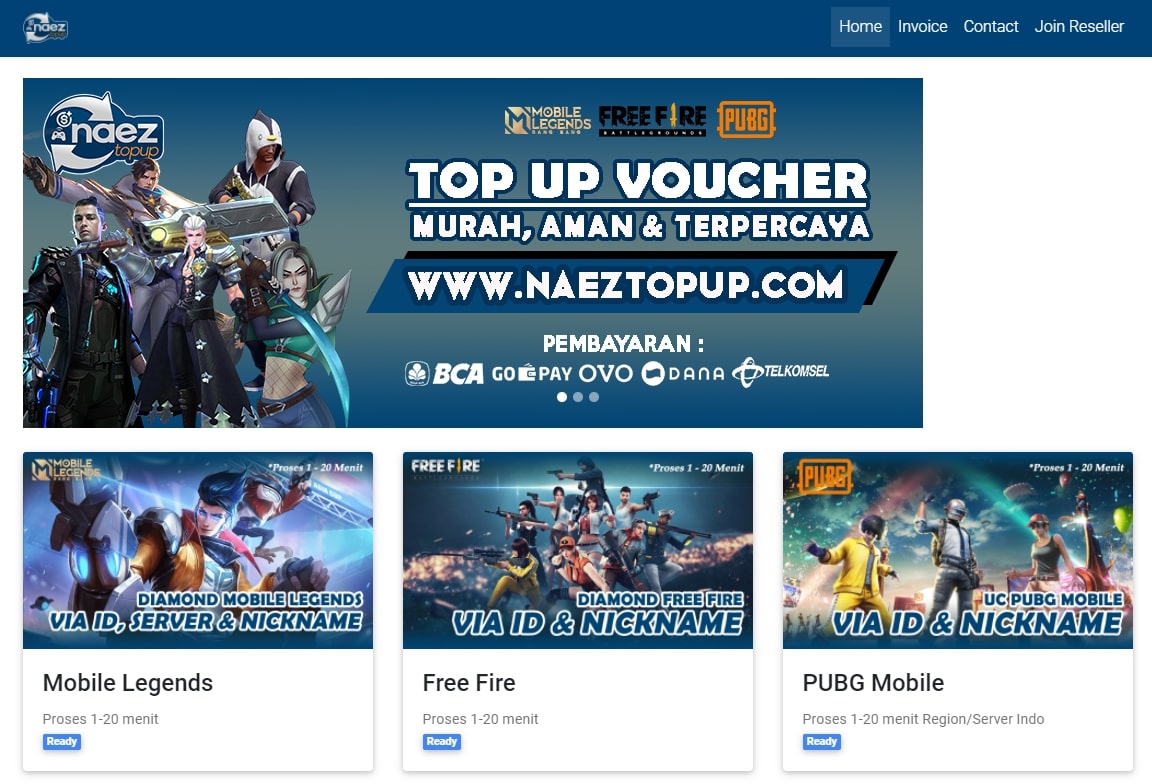 naez
topup
Home Invoice Contact Join Reseller
naez
topup
MOBILE
LEGENDS
BANG BANG
FREE FIRE
BATTLEGROUNDS
PUBG
TOP UP VOUCHER
MURAH, AMAN & TERPERCAYA
WWW.NAEZTOPUP.COM
PEMBAYARAN :
BCA GOPAY OVO DANA TELKOMSEL
MOBILE
LEGENDS
BANG BANG
*Proses 1 - 20 Menit
DIAMOND MOBILE LEGENDS
VIA ID, SERVER & NICKNAME
Mobile Legends
Proses 1-20 menit
Ready
FREE FIRE
BATTLEGROUNDS
*Proses 1 - 20 Menit
DIAMOND FREE FIRE
VIA ID & NICKNAME
Free Fire
Proses 1-20 menit
Ready
PUBG
*Proses 1 - 20 Menit
UC PUBG MOBILE
VIA ID & NICKNAME
PUBG Mobile
Proses 1-20 menit Region/Server Indo
Ready